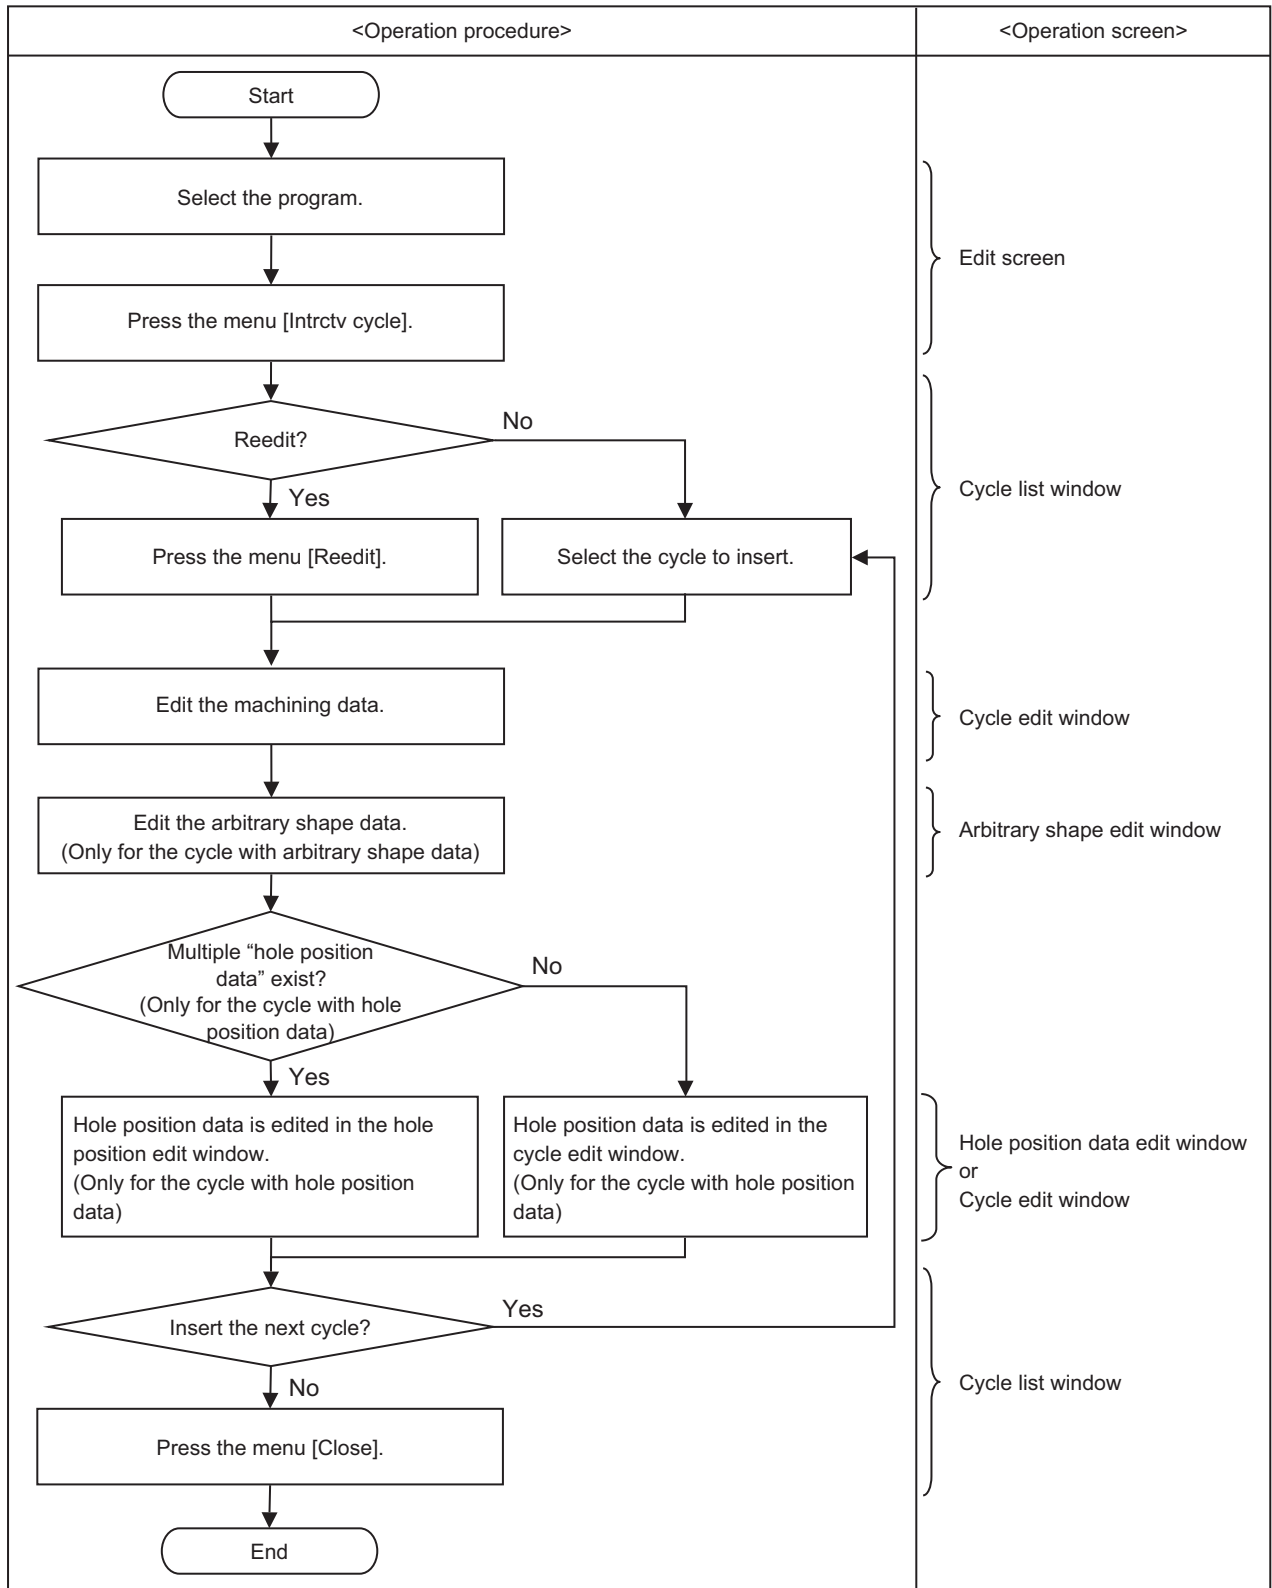 <Operation procedure>
<Operation screen>
Start
Select the program.
Edit screen
Press the menu [Intrctv cycle].
Reedit?
No
Yes
Cycle list window
Press the menu [Reedit].
Select the cycle to insert.
Edit the machining data.
Cycle edit window
Edit the arbitrary shape data.
(Only for the cycle with arbitrary shape data)
Arbitrary shape edit window
Multiple “hole position
data” exist?
(Only for the cycle with hole
position data)
No
Yes
Hole position data is edited in the hole
position edit window.
(Only for the cycle with hole position
data)
Hole position data is edited in the
cycle edit window.
(Only for the cycle with hole position
data)
Hole position data edit window
or
Cycle edit window
Insert the next cycle?
Yes
No
Cycle list window
Press the menu [Close].
End